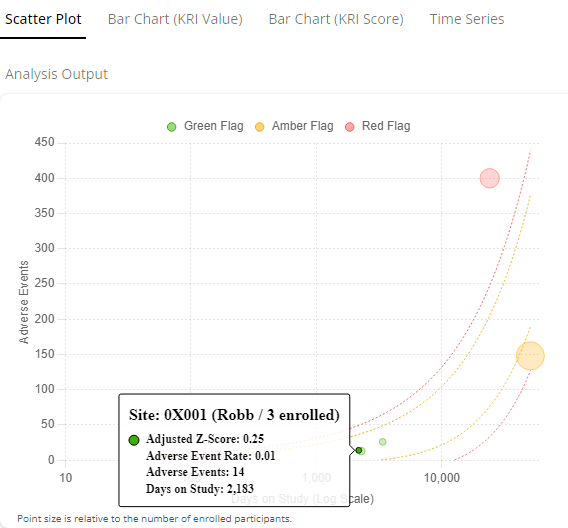 Scatter Plot Bar Chart (KRI Value) Bar Chart (KRI Score) Time Series
Analysis Output
Green Flag Amber Flag Red Flag
450
400
350
300
250
200
150
100
50
0
Adverse Events
10 1,000 10,000
Days on Study (Log Scale)
Site: 0X001 (Robb / 3 enrolled)
Adjusted Z-Score: 0.25
Adverse Event Rate: 0.01
Adverse Events: 14
Days on Study: 2,183
Point size is relative to the number of enrolled participants.